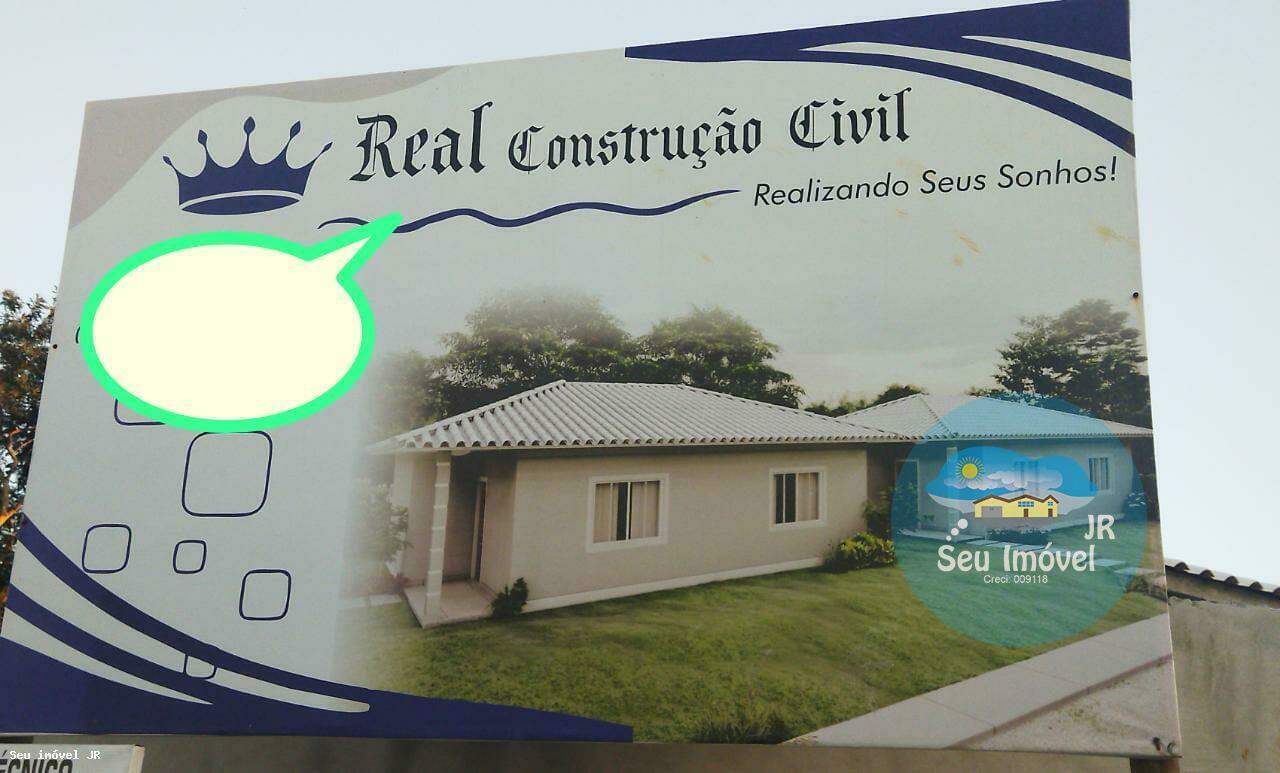 Real Construção Civil
Realizando Seus Sonhos!
JR
Seu Imóvel
Creci: 009118
Seu imóvel JR